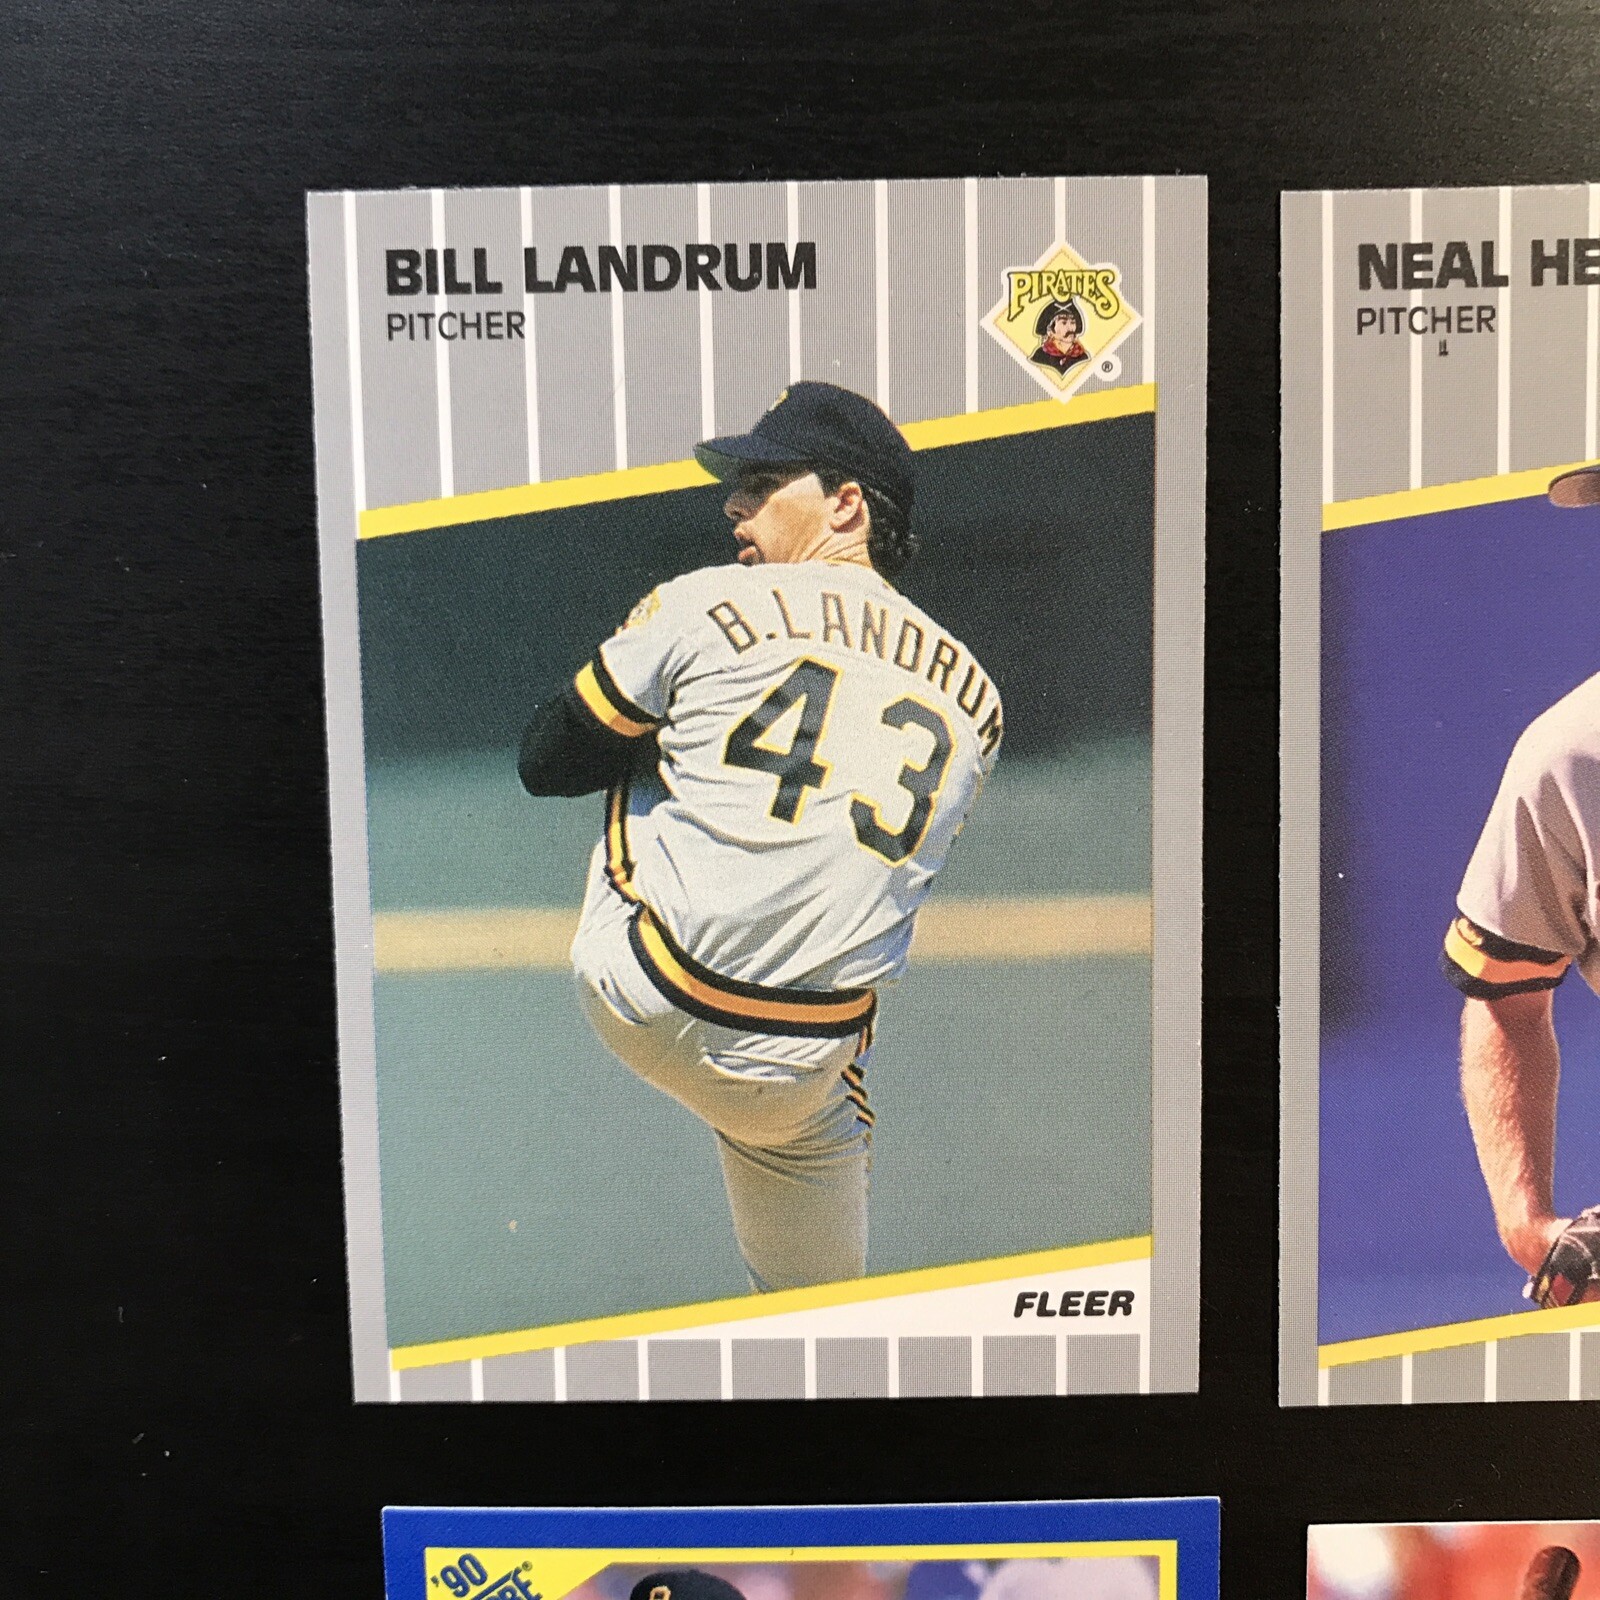 BILL LANDRUM
PITCHER
PIRATES
®
B.LANDRUM
43
FLEER
NEAL HE
PITCHER
'90